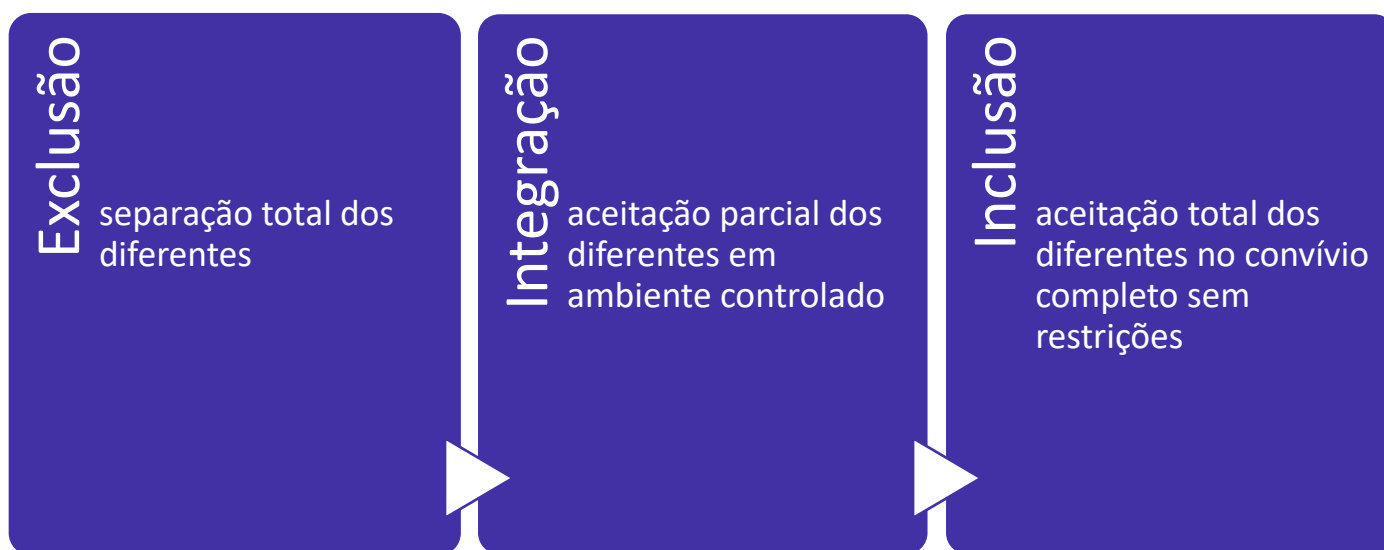 Exclusão
separação total dos
diferentes
Integração
aceitação parcial dos
diferentes em
ambiente controlado
Inclusão
aceitação total dos
diferentes no convívio
completo sem
restrições